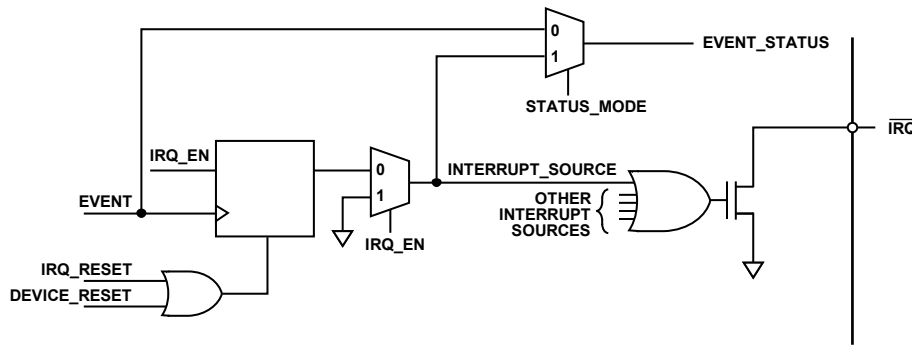 0
1
EVENT_STATUS
STATUS_MODE
IRQ
IRQ_EN
0
1
INTERRUPT_SOURCE
EVENT
OTHER
INTERRUPT
SOURCES
IRQ_EN
IRQ_RESET
DEVICE_RESET